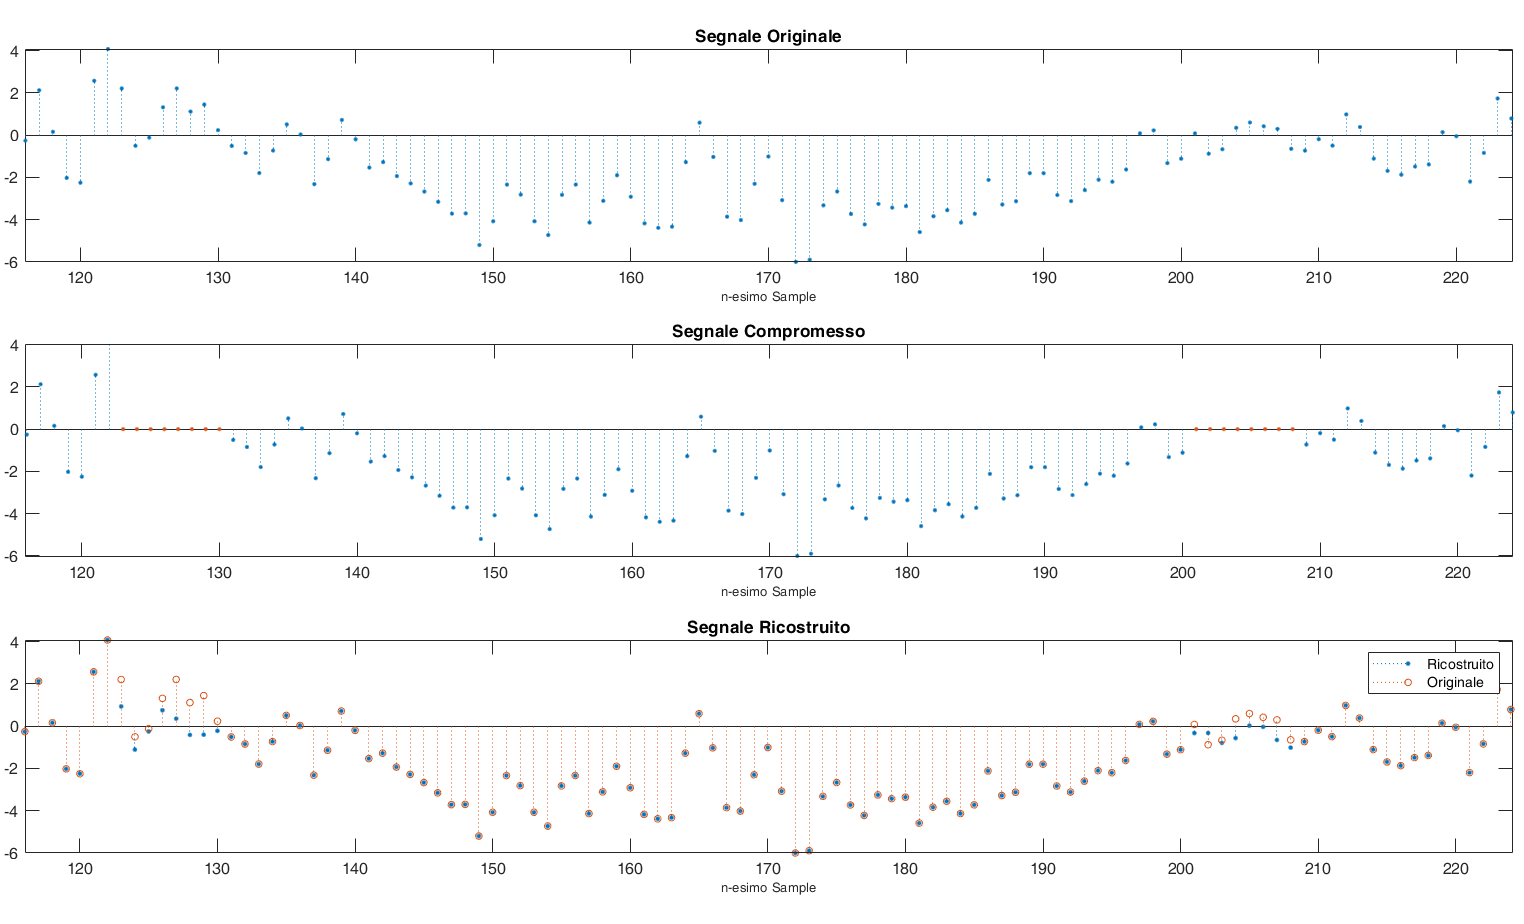 Segnale Originale
4
2
0
-2
-4
-6
120 130 140 150 160 170 180 190 200 210 220
n-esimo Sample
Segnale Compromesso
4
2
0
-2
-4
-6
120 130 140 150 160 170 180 190 200 210 220
n-esimo Sample
Segnale Ricostruito
4
2
0
-2
-4
-6
Ricostruito
Originale
120 130 140 150 160 170 180 190 200 210 220
n-esimo Sample